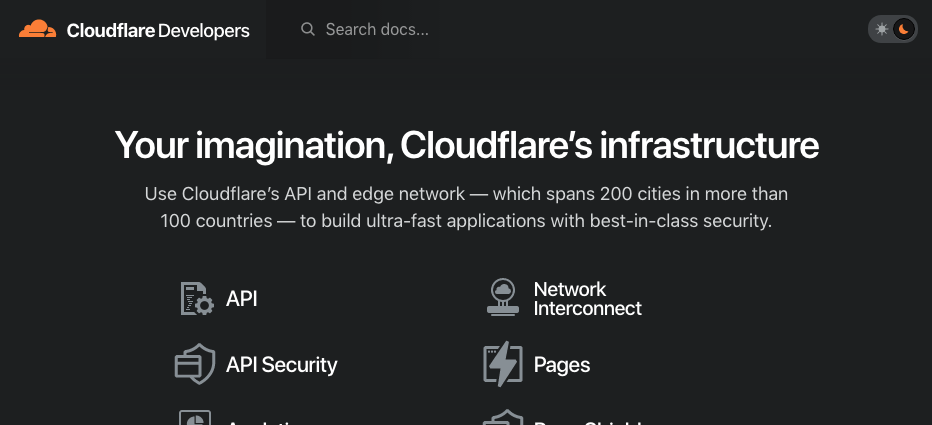 Cloudflare Developers
Search docs...
Your imagination, Cloudflare’s infrastructure
Use Cloudflare’s API and edge network — which spans 200 cities in more than
100 countries — to build ultra-fast applications with best-in-class security.
API
Network
Interconnect
API Security
Pages